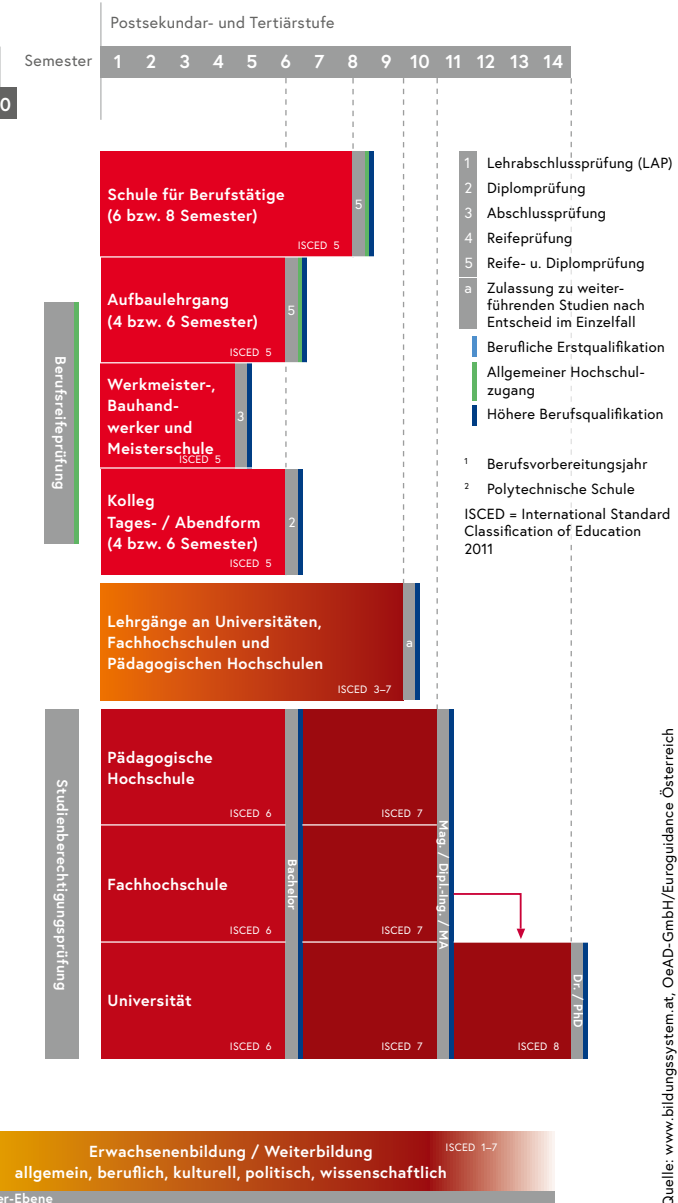 Postsekundar- und Tertiärstufe
Semester 1 2 3 4 5 6 7 8 9 10 11 12 13 14
0
Schule für Berufstätige
(6 bzw. 8 Semester)
ISCED 5
5
Aufbaulehrgang
(4 bzw. 6 Semester)
ISCED 5
5
Werkmeister-,
Bauhand-
werker und
Meisterschule
ISCED 5
3
Kolleg
Tages- / Abendform
(4 bzw. 6 Semester)
ISCED 5
2
Berufsreifeprüfung
1 Lehrabschlussprüfung (LAP)
2 Diplomprüfung
3 Abschlussprüfung
4 Reifeprüfung
5 Reife- u. Diplomprüfung
a Zulassung zu weiter-
führenden Studien nach
Entscheid im Einzelfall
Berufliche Erstqualifikation
Allgemeiner Hochschul-
zugang
Höhere Berufsqualifikation
1 Berufsvorbereitungsjahr
2 Polytechnische Schule
ISCED = International Standard
Classification of Education
2011
Lehrgänge an Universitäten,
Fachhochschulen und
Pädagogischen Hochschulen
ISCED 3–7
a
Studienberechtigungsprüfung
Pädagogische
Hochschule
ISCED 6
ISCED 7
Fachhochschule
ISCED 6
ISCED 7
Universität
ISCED 6
ISCED 7
ISCED 8
Bachelor
Mag. / Dipl.-Ing. / MA
Dr. / PhD
Erwachsenenbildung / Weiterbildung
ISCED 1–7
allgemein, beruflich, kulturell, politisch, wissenschaftlich
er-Ebene
Quelle: www.bildungssystem.at, OeAD-GmbH/Euroguidance Österreich